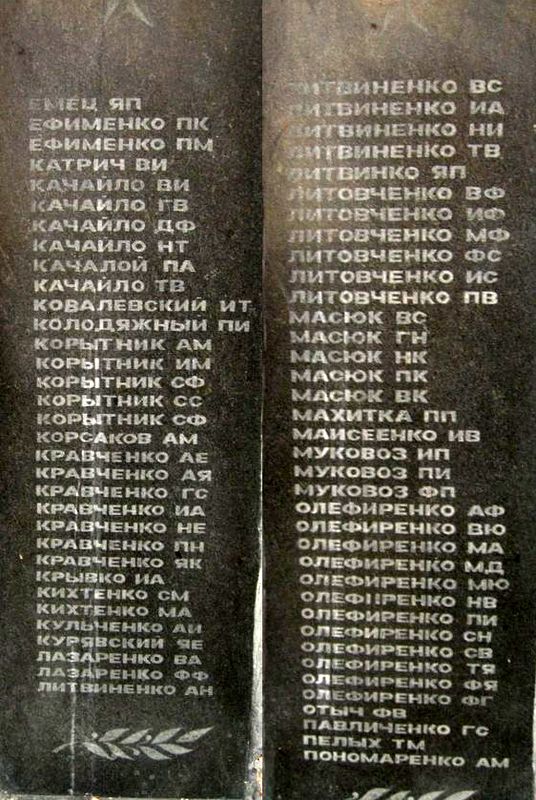 ЕМЕЦ ЯП
ЕФИМЕНКО ПК
ЕФИМЕНКО ПМ
КАТРИЧ ВИ
КАЧАЙЛО ВИ
КАЧАЙЛО ГВ
КАЧАЙЛО ДФ
КАЧАЙЛО НТ
КАЧАЛОЙ ПА
КАЧАЙЛО ТВ
КОВАЛЕВСКИЙ ИТ
КОЛОДЯЖНЫЙ ПИ
КОРЫТНИК АМ
КОРЫТНИК ИМ
КОРЫТНИК СФ
КОРЫТНИК СС
КОРЫТНИК СФ
КОРСАКОВ АМ
КРАВЧЕНКО АЕ
КРАВЧЕНКО АЯ
КРАВЧЕНКО ГС
КРАВЧЕНКО ИА
КРАВЧЕНКО НЕ
КРАВЧЕНКО ПН
КРАВЧЕНКО ЯК
КРЫВКО ИА
КИХТЕНКО СМ
КИХТЕНКО МА
КУЛЬЧЕНКО АИ
КУРЯВСКИЙ ЯЕ
ЛАЗАРЕНКО ВА
ЛАЗАРЕНКО ФФ
ЛИТВИНЕНКО АН
ЛИТВИНЕНКО ВС
ЛИТВИНЕНКО ИА
ЛИТВИНЕНКО НИ
ЛИТВИНЕНКО ТВ
ЛИТВИНКО ЯП
ЛИТОВЧЕНКО ВФ
ЛИТОВЧЕНКО ИФ
ЛИТОВЧЕНКО МФ
ЛИТОВЧЕНКО ФС
ЛИТОВЧЕНКО ИС
ЛИТОВЧЕНКО ПВ
МАСЮК ВС
МАСЮК ГН
МАСЮК НК
МАСЮК ПК
МАСЮК ВК
МАХИТКА ПП
МАИСЕЕНКО ИВ
МУКОВОЗ ИП
МУКОВОЗ ПИ
МУКОВОЗ ФП
ОЛЕФИРЕНКО АФ
ОЛЕФИРЕНКО ВЮ
ОЛЕФИРЕНКО МА
ОЛЕФИРЕНКО МД
ОЛЕФИРЕНКО МЮ
ОЛЕФИРЕНКО НВ
ОЛЕФИРЕНКО ПИ
ОЛЕФИРЕНКО СН
ОЛЕФИРЕНКО СВ
ОЛЕФИРЕНКО ТЯ
ОЛЕФИРЕНКО ФЯ
ОЛЕФИРЕНКО ФГ
ОТЫЧ ФВ
ПАВЛИЧЕНКО ГС
ПЕЛЫХ ТМ
ПОНОМАРЕНКО АМ